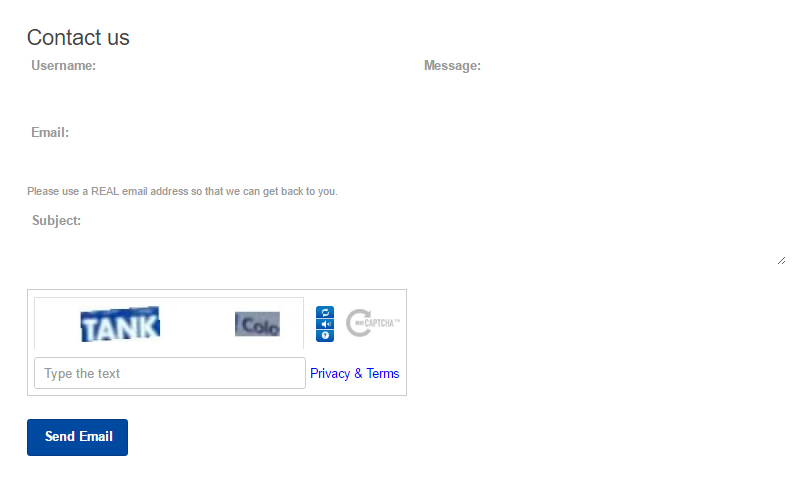 Contact us
Username:
Message:
Email:
Please use a REAL email address so that we can get back to you.
Subject:
TANK Colo
CAPTCHA™
Type the text
Privacy & Terms
Send Email